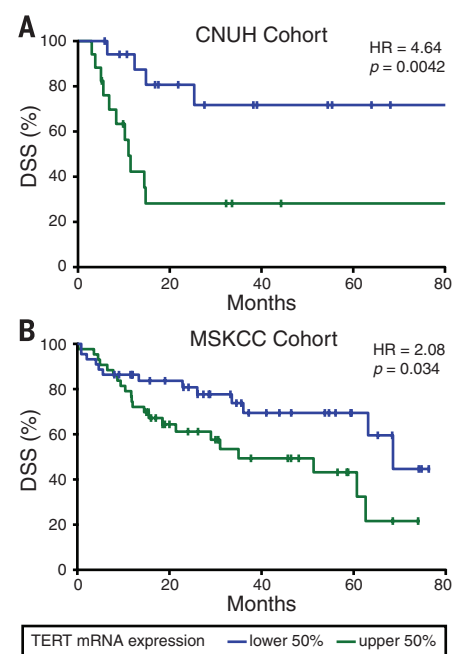 A
CNUH Cohort
HR = 4.64
p = 0.0042
100
80
60
40
20
0
DSS (%)
0 20 40 60 80
Months
B
MSKCC Cohort
HR = 2.08
p = 0.034
100
80
60
40
20
0
DSS (%)
0 20 40 60 80
Months
TERT mRNA expression lower 50% upper 50%